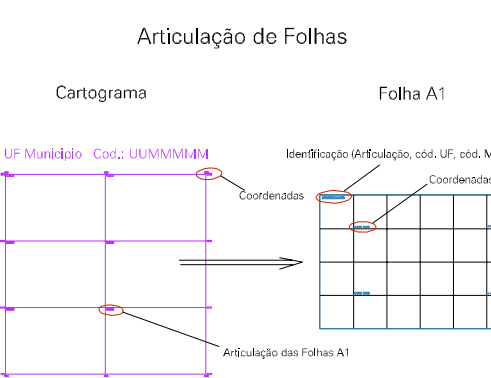 Articulação de Folhas
Cartograma
Folha A1
UF Municipio Cod.: UUMMMMM
Identificação (Articulação, cód. UF, cód. M
Coordenadas
Coordenadas
Articulação das Folhas A1